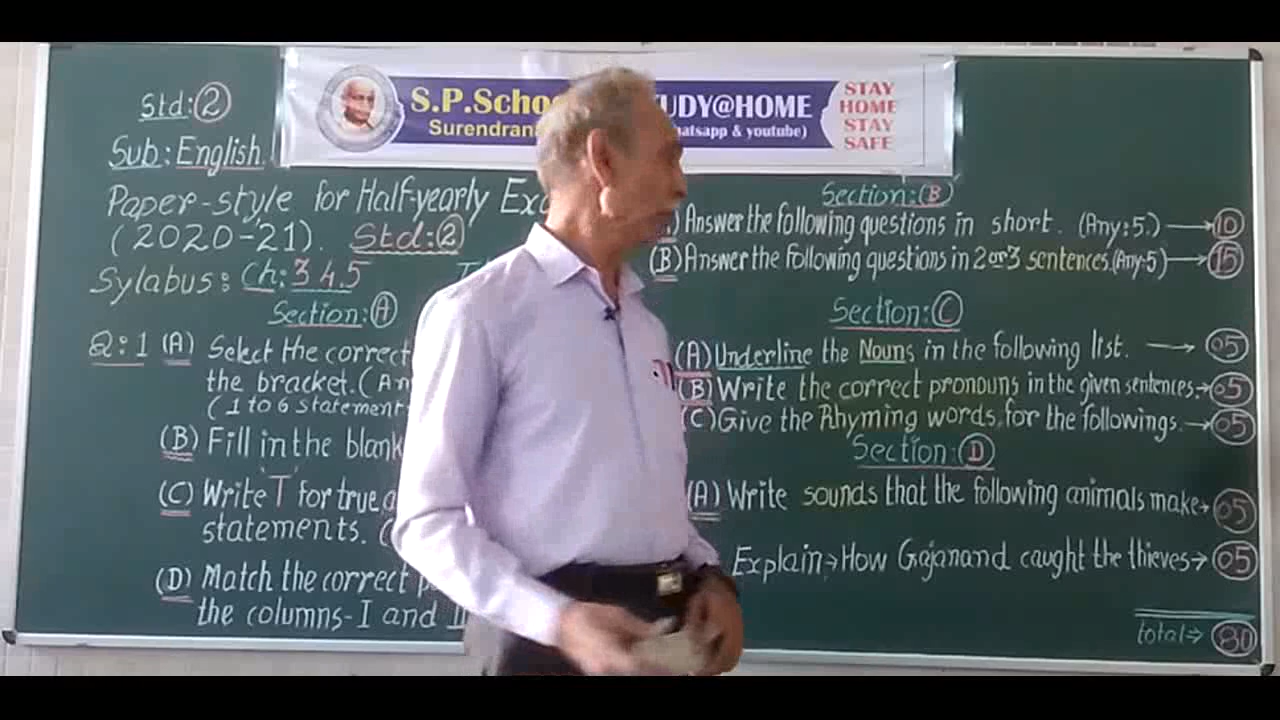 Std: 2
Sub: English.
S.P.
Surendran
TUDY@HOME
whatsapp & youtube)
STAY
HOME
STAY
SAFE
Paper-style for Half-yearly
(2020-'21). Std: 2
Sylabus: Ch: 3 4.5
Section: A
Q:1 (A) Select the correct
the bracket.
(1 to 6 statement
(B) Fill in the blank
(C) Write 'T' for true
statements. (
(D) Match the correct
the columns-I and
Section: (B)
Answer the following questions in short. (Any:5.) → 10
(B) Answer the following questions in 2 or 3 sentences.(Any-5) → 15
Section: C
(A) Underline the Nouns in the following list. → 05
(B) Write the correct pronouns in the given sentences.→ 05
(C) Give the Rhyming words, for the followings. → 05
Section: D
(A) Write sounds that the following animals make→ 05
Explain→How Gajanand caught the thieves→ 05
total⇒ 80